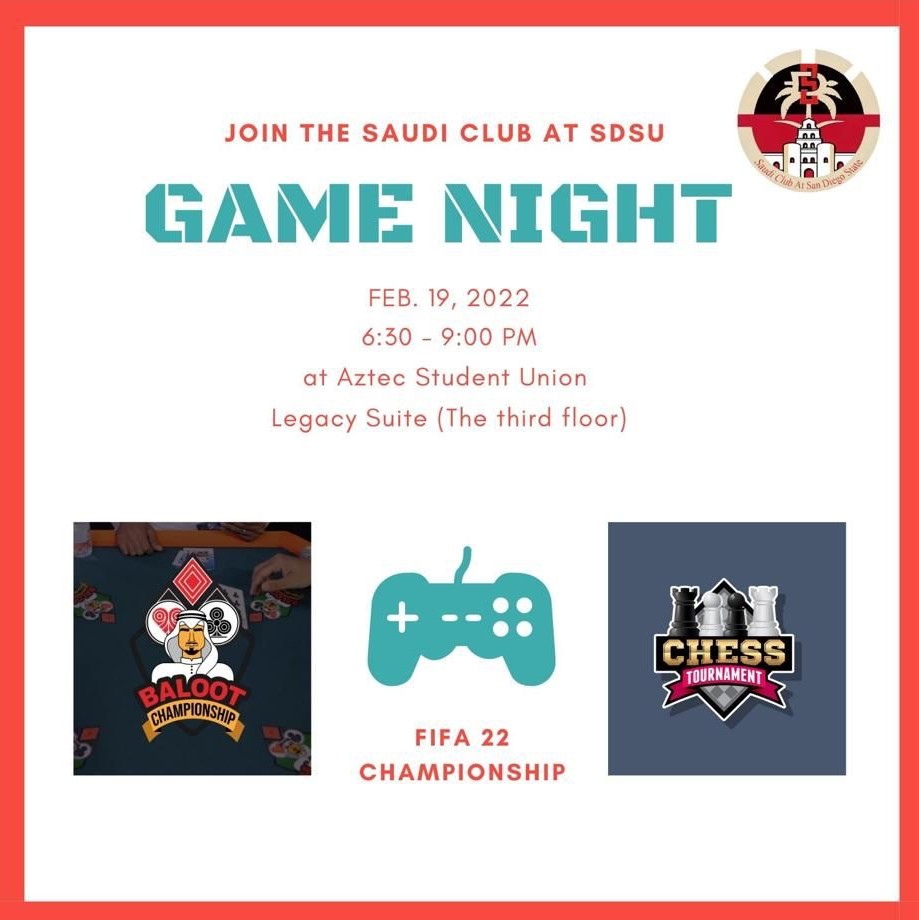 JOIN THE SAUDI CLUB AT SDSU
Saudi Club At San Diego State
GAME NIGHT
FEB. 19, 2022
6:30 - 9:00 PM
at Aztec Student Union
Legacy Suite (The third floor)
BALOOT
CHAMPIONSHIP
FIFA 22
CHAMPIONSHIP
CHESS
TOURNAMENT